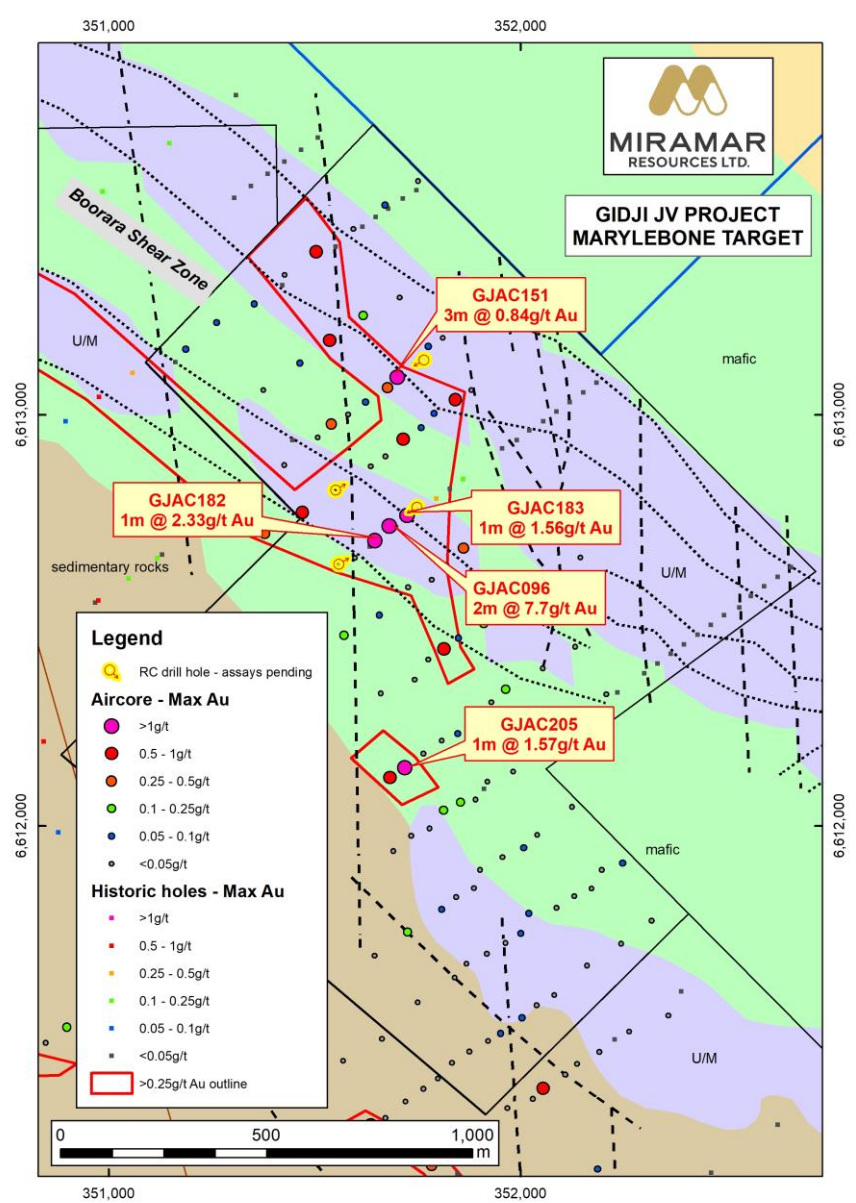 351,000
352,000
MIRAMAR
RESOURCES LTD.
GIDJI JV PROJECT
MARYLEBONE TARGET
Boorara Shear Zone
GJAC151
3m @ 0.84g/t Au
U/M
mafic
6,613,000
6,613,000
GJAC182
1m @ 2.33g/t Au
GJAC183
1m @ 1.56g/t Au
sedimentary rocks
U/M
GJAC096
2m @ 7.7g/t Au
Legend
RC drill hole - assays pending
Aircore - Max Au
>1g/t
0.5 - 1g/t
0.25 - 0.5g/t
0.1 - 0.25g/t
0.05 - 0.1g/t
<0.05g/t
Historic holes - Max Au
>1g/t
0.5 - 1g/t
0.25 - 0.5g/t
0.1 - 0.25g/t
0.05 - 0.1g/t
<0.05g/t
>0.25g/t Au outline
GJAC205
1m @ 1.57g/t Au
6,612,000
6,612,000
mafic
U/M
0 500 1,000
m
351,000
352,000